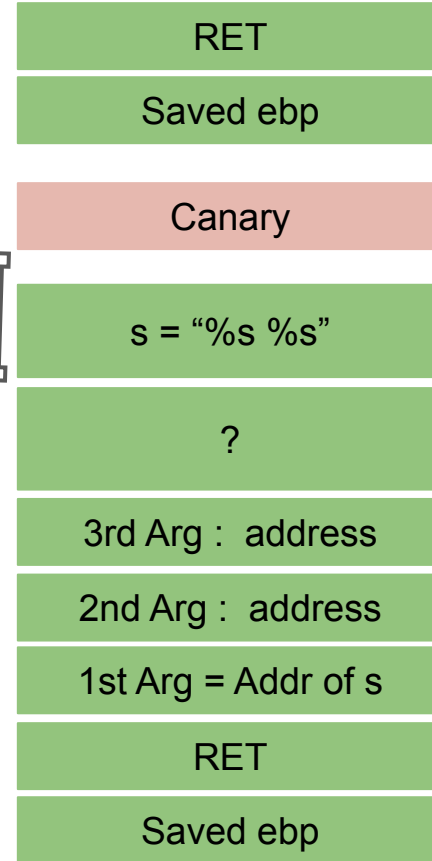 RET
Saved ebp
Canary
s = “%s %s”
?
3rd Arg :  address
2nd Arg :  address
1st Arg = Addr of s
RET
Saved ebp